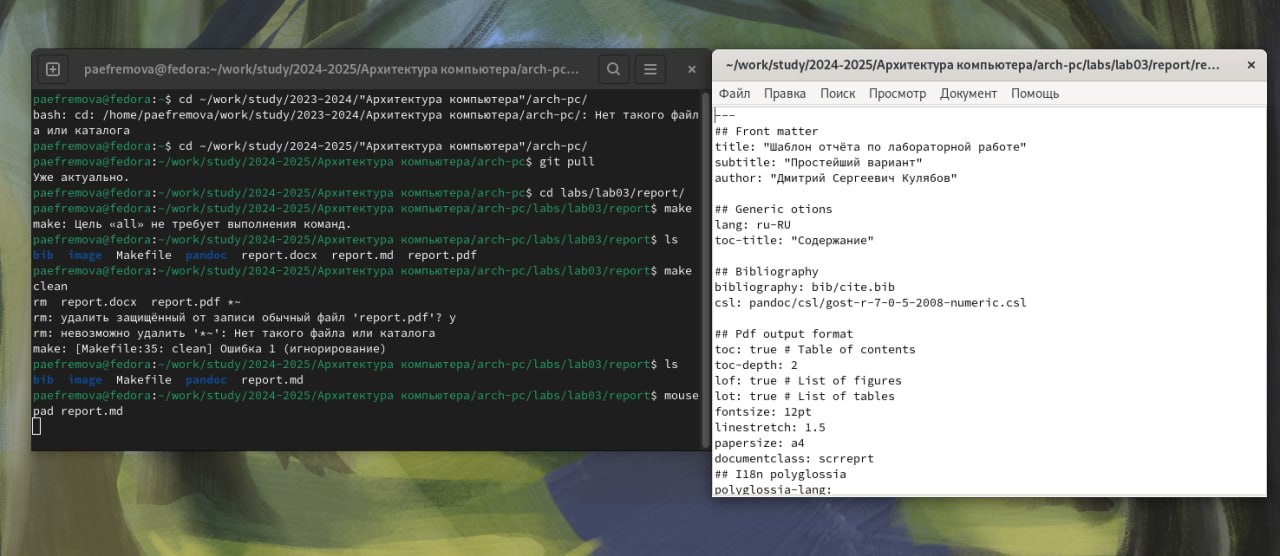 paefremova@fedora:~/work/study/2024-2025/Архитектура компьютера/arch-pc...
paefremova@fedora:~$ cd ~/work/study/2023-2024/"Архитектура компьютера"/arch-pc/
bash: cd: /home/paefremova/work/study/2023-2024/Архитектура компьютера/arch-pc/: Нет такого файл
а или каталога
paefremova@fedora:~$ cd ~/work/study/2024-2025/"Архитектура компьютера"/arch-pc/
paefremova@fedora:~/work/study/2024-2025/Архитектура компьютера/arch-pc$ git pull
Уже актуально.
paefremova@fedora:~/work/study/2024-2025/Архитектура компьютера/arch-pc$ cd labs/lab03/report/
paefremova@fedora:~/work/study/2024-2025/Архитектура компьютера/arch-pc/labs/lab03/report$ make
make: Цель «all» не требует выполнения команд.
paefremova@fedora:~/work/study/2024-2025/Архитектура компьютера/arch-pc/labs/lab03/report$ ls
bib  image  Makefile  pandoc  report.docx  report.md  report.pdf
paefremova@fedora:~/work/study/2024-2025/Архитектура компьютера/arch-pc/labs/lab03/report$ make
clean
rm  report.docx  report.pdf *~
rm: удалить защищённый от записи обычный файл 'report.pdf'? y
rm: невозможно удалить '*~': Нет такого файла или каталога
make: [Makefile:35: clean] Ошибка 1 (игнорирование)
paefremova@fedora:~/work/study/2024-2025/Архитектура компьютера/arch-pc/labs/lab03/report$ ls
bib  image  Makefile  pandoc  report.md
paefremova@fedora:~/work/study/2024-2025/Архитектура компьютера/arch-pc/labs/lab03/report$ mouse
pad report.md
~/work/study/2024-2025/Архитектура компьютера/arch-pc/labs/lab03/report/re...
Файл Правка Поиск Просмотр Документ Помощь
---
## Front matter
title: "Шаблон отчёта по лабораторной работе"
subtitle: "Простейший вариант"
author: "Дмитрий Сергеевич Кулябов"
## Generic otions
lang: ru-RU
toc-title: "Содержание"
## Bibliography
bibliography: bib/cite.bib
csl: pandoc/csl/gost-r-7-0-5-2008-numeric.csl
## Pdf output format
toc: true # Table of contents
toc-depth: 2
lof: true # List of figures
lot: true # List of tables
fontsize: 12pt
linestretch: 1.5
papersize: a4
documentclass: scrreprt
## I18n polyglossia
polyglossia-lang: